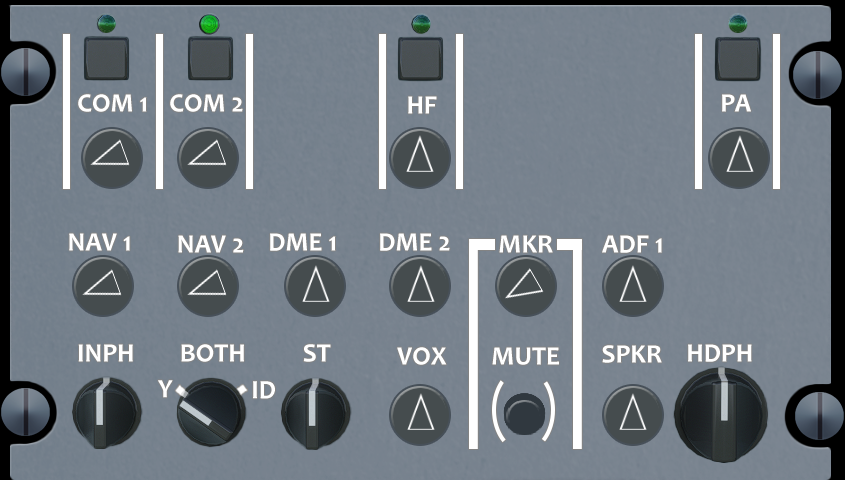 COM 1 COM 2 HF PA
NAV 1 NAV 2 DME 1 DME 2 MKR ADF 1
INPH BOTH ST VOX MUTE SPKR HDPH
Y ID